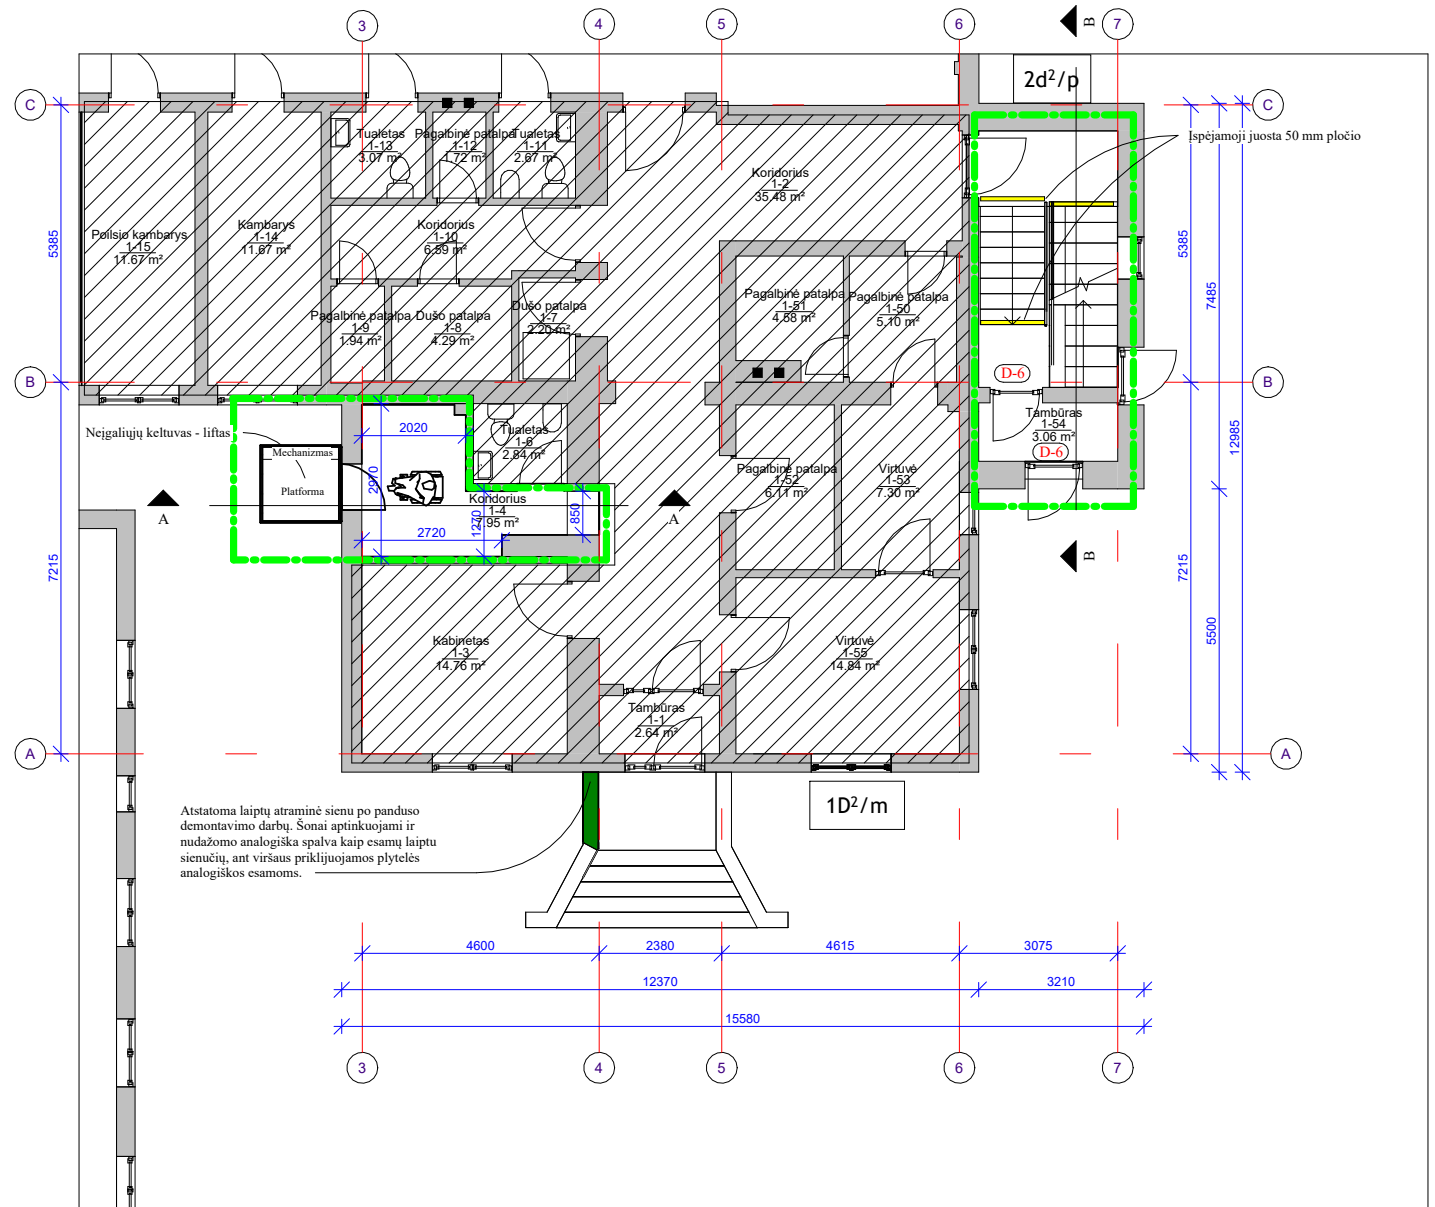 3
4
5
6
7
B
2d²/p
C
C
Įspėjamoji juosta 50 mm pločio
Tualetas
1-13
3.07 m²
Pagalbinė patalpa
1-12
1.72 m²
Tualetas
1-11
2.67 m²
Koridorius
1-2
35.48 m²
Poilsio kambarys
1-15
11.67 m²
Kambarys
1-14
11.67 m²
Koridorius
1-10
6.59 m²
5385
5385
7485
12985
Pagalbinė patalpa
1-9
1.94 m²
Dušo patalpa
1-8
4.29 m²
Dušo patalpa
1-7
2.20 m²
Pagalbinė patalpa
1-51
4.58 m²
Pagalbinė patalpa
1-50
5.10 m²
B
B
D-6
Tambūras
1-54
3.06 m²
D-6
Neįgaliųjų keltuvas - liftas
Mechanizmas
Platforma
2020
2970
Tualetas
1-6
2.84 m²
Koridorius
1-4
7.95 m²
1270
850
2720
A
A
Pagalbinė patalpa
1-52
6.11 m²
Virtuvė
1-53
7.30 m²
B
7215
7215
5500
Kabinetas
1-3
14.76 m²
Virtuvė
1-55
14.84 m²
Tambūras
1-1
2.64 m²
A
A
1D²/m
Atstatoma laiptų atraminė sienu po panduso
demontavimo darbų. Šonai aptinkuojami ir
nudažomo analogiška spalva kaip esamų laiptu
sienučių, ant viršaus priklijuojamos plytelės
analogiškos esamoms.
4600
2380
4615
3075
12370
3210
15580
3
4
5
6
7